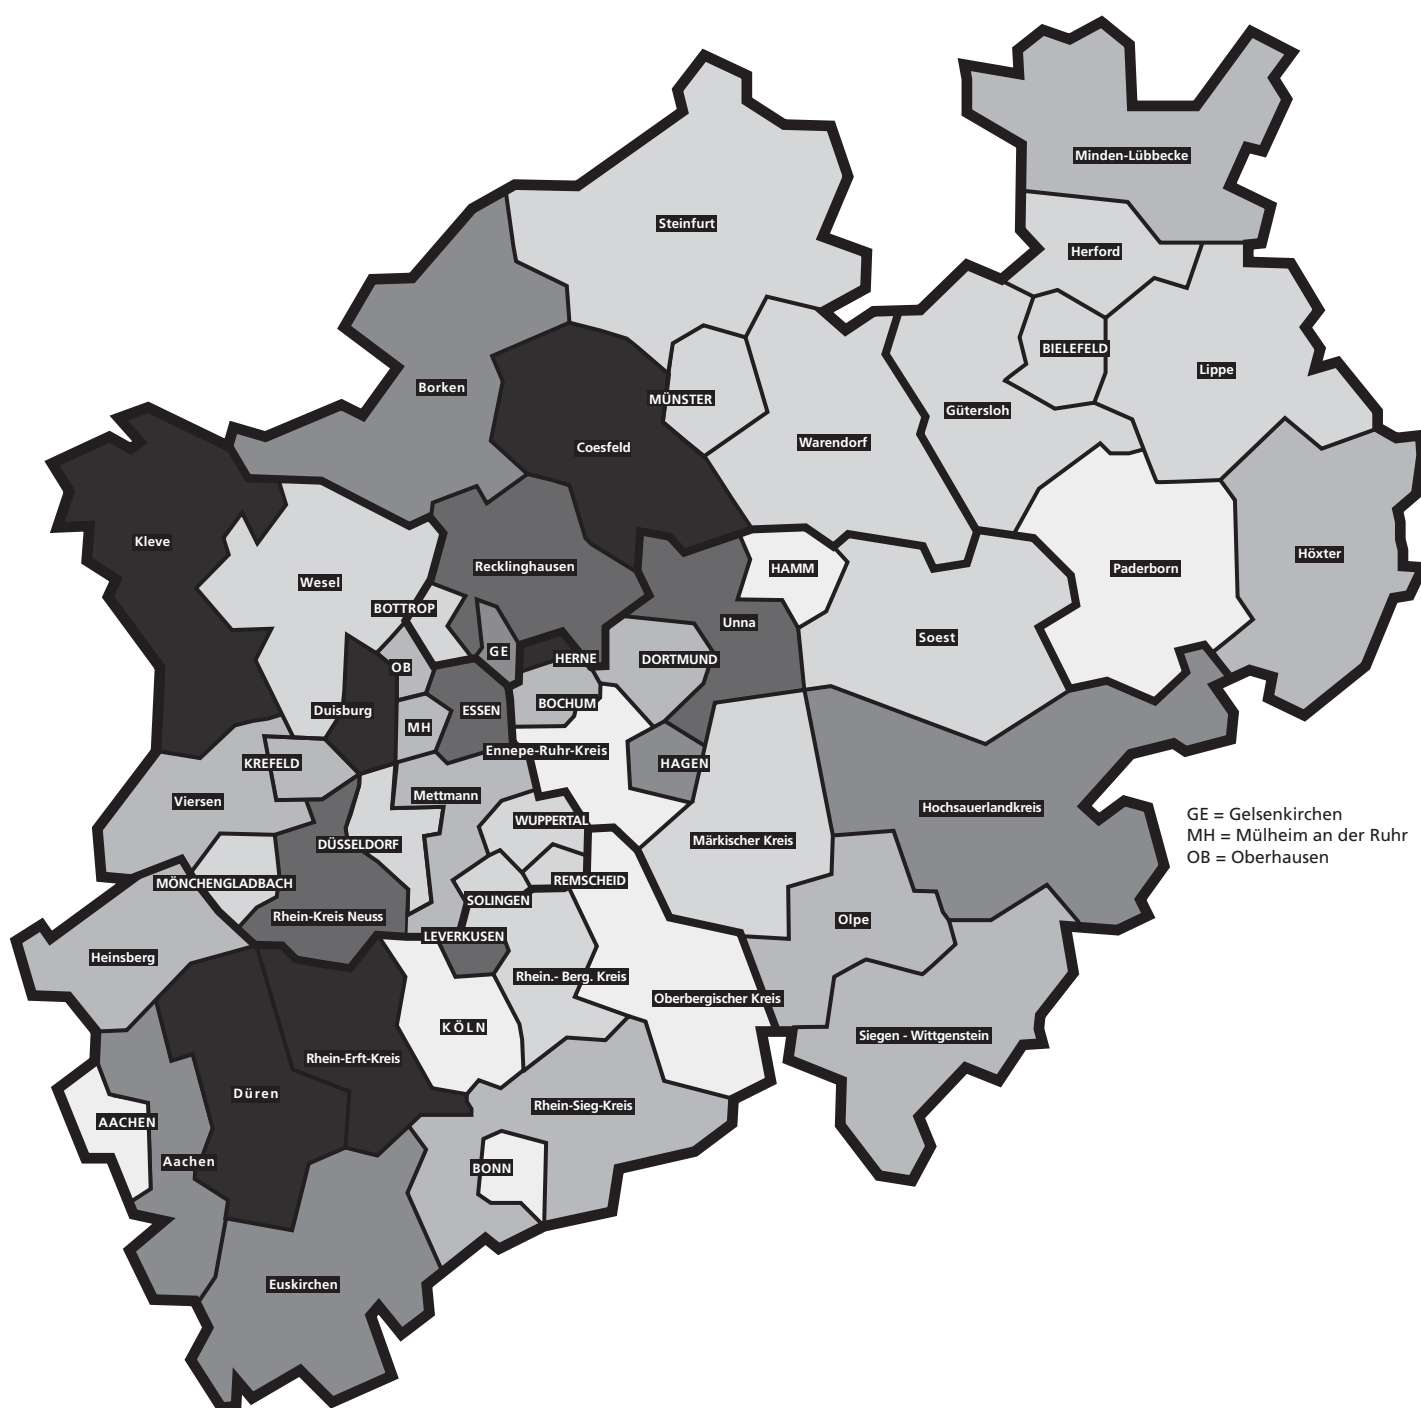 Minden-Lübbecke
Steinfurt
Herford
BIELEFELD
Lippe
Borken
MÜNSTER
Gütersloh
Coesfeld
Warendorf
Kleve
Höxter
Recklinghausen
HAMM
Paderborn
Wesel
BOTTROP
Unna
Soest
GE
HERNE
DORTMUND
OB
BOCHUM
Duisburg
ESSEN
MH
Ennepe-Ruhr-Kreis
KREFELD
HAGEN
Viersen
Mettmann
Hochsauerlandkreis
GE = Gelsenkirchen
MH = Mülheim an der Ruhr
OB = Oberhausen
WUPPERTAL
DÜSSELDORF
Märkischer Kreis
MÖNCHENGLADBACH
REMSCHEID
SOLINGEN
Rhein-Kreis Neuss
Olpe
LEVERKUSEN
Heinsberg
Rhein.- Berg. Kreis
Oberbergischer Kreis
KÖLN
Siegen - Wittgenstein
Rhein-Erft-Kreis
Düren
Rhein-Sieg-Kreis
AACHEN
Aachen
BONN
Euskirchen